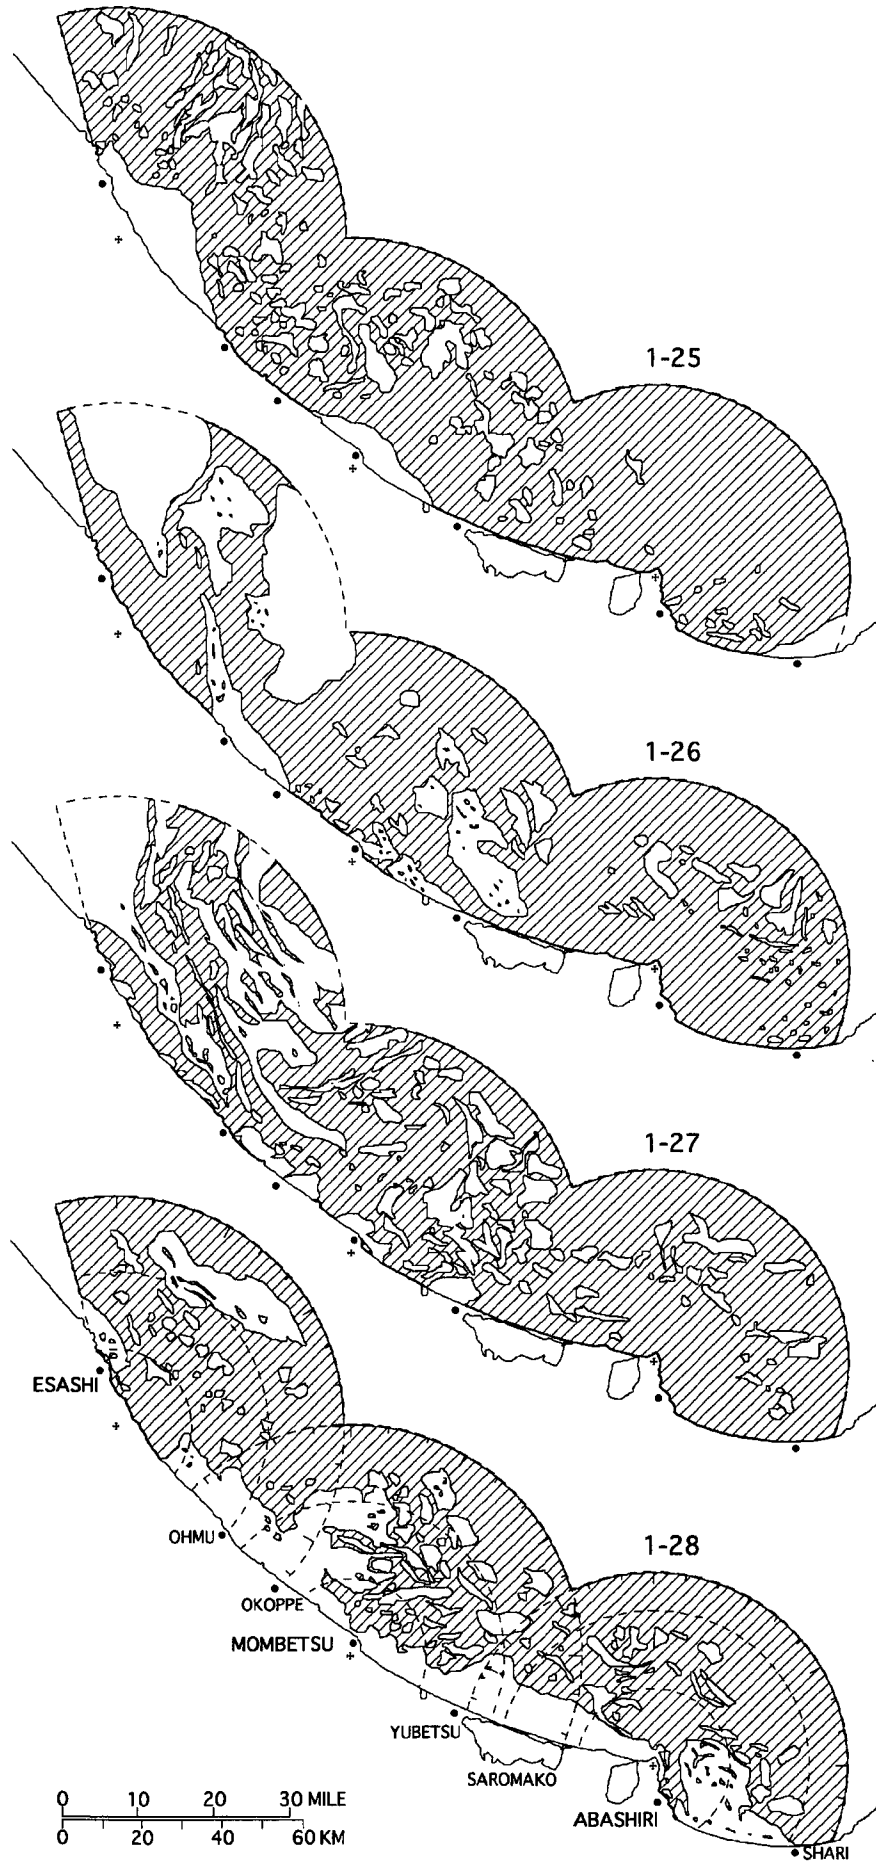 1-25
1-26
1-27
1-28
ESASHI
OHMU
OKOPPE
MOMBETSU
YUBETSU
SAROMAKO
ABASHIRI
SHARI
0 10 20 30 MILE
0 20 40 60 KM